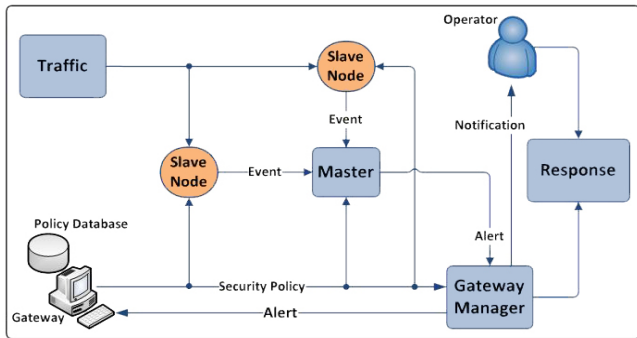 Operator
Traffic
Slave
Node
Event
Notification
Slave
Node
Event
Master
Response
Policy Database
Alert
Security Policy
Gateway
Manager
Gateway
Alert